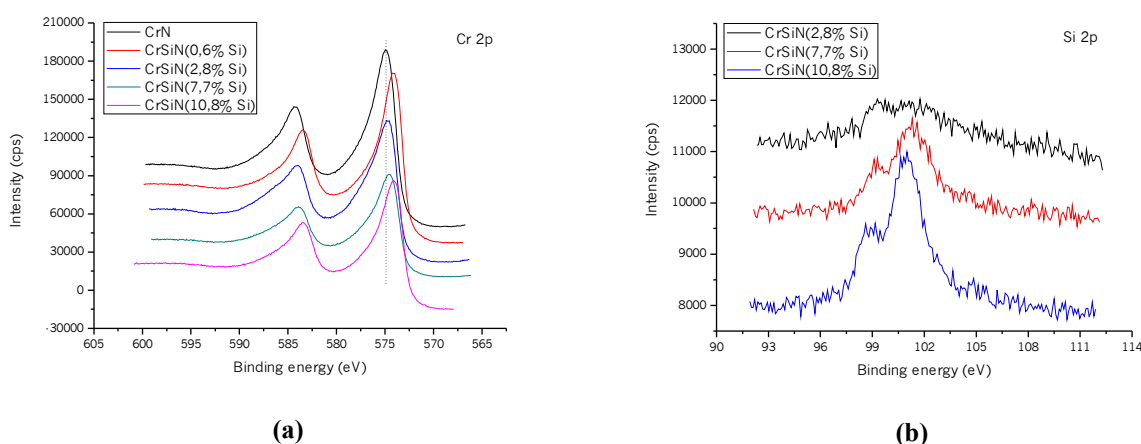 210000
180000
150000
120000
90000
60000
30000
0
-30000
Intensity (cps)
CrN
CrSiN(0,6% Si)
CrSiN(2,8% Si)
CrSiN(7,7% Si)
CrSiN(10,8% Si)
Cr 2p
605 600 595 590 585 580 575 570 565
Binding energy (eV)
(a)
13000
12000
11000
10000
9000
8000
Intensity (cps)
CrSiN(2,8% Si)
CrSiN(7,7% Si)
CrSiN(10,8% Si)
Si 2p
90 93 96 99 102 105 108 111 114
Binding energy (eV)
(b)